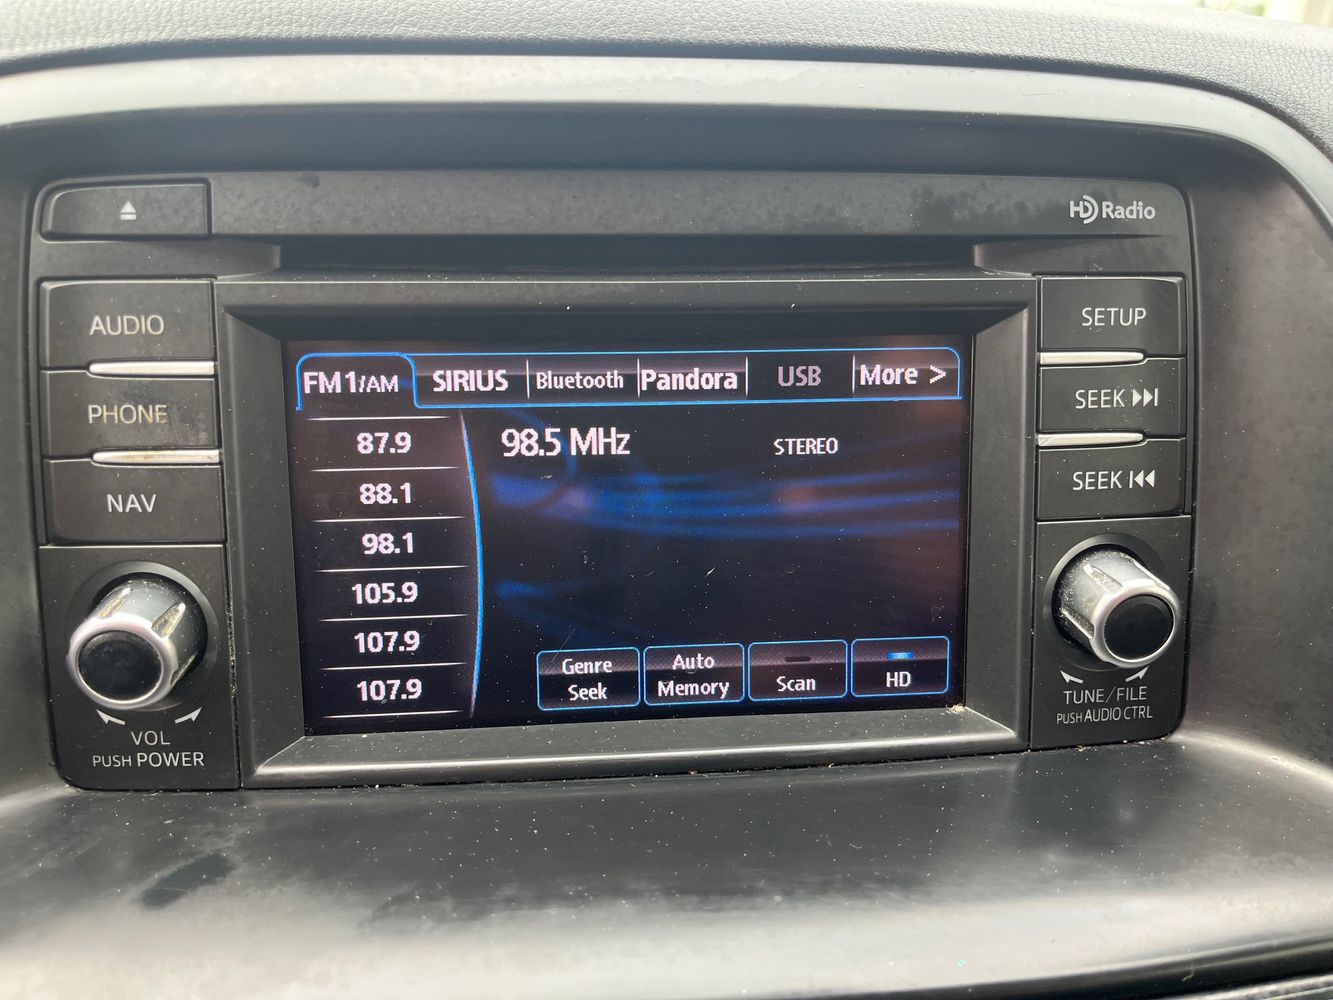 HD Radio
AUDIO
PHONE
NAV
VOL
PUSH POWER
FM1/AM
SIRIUS
Bluetooth
Pandora
USB
More >
87.9
88.1
98.1
105.9
107.9
107.9
98.5 MHz
STEREO
Genre
Seek
Auto
Memory
Scan
HD
SETUP
SEEK
SEEK
TUNE/FILE
PUSH AUDIO CTRL